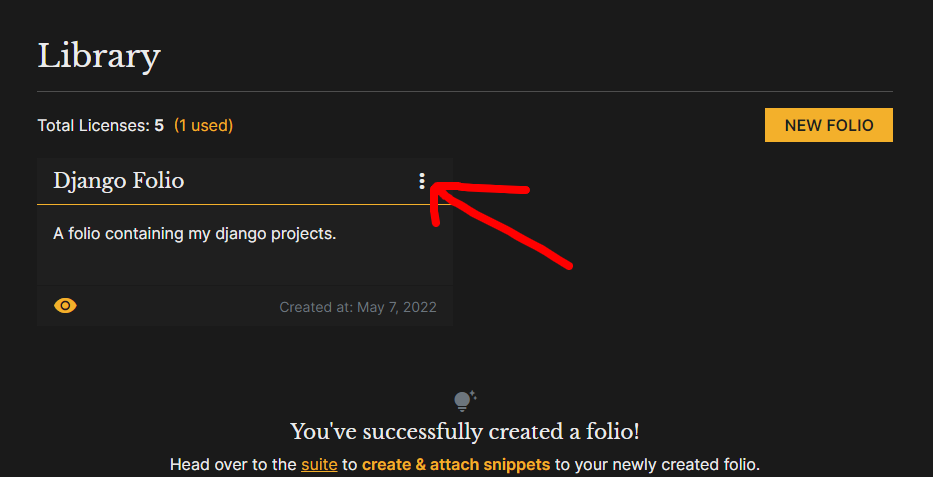 Library
Total Licenses: 5 (1 used)
NEW FOLIO
Django Folio
A folio containing my django projects.
Created at: May 7, 2022
You've successfully created a folio!
Head over to the suite to create & attach snippets to your newly created folio.